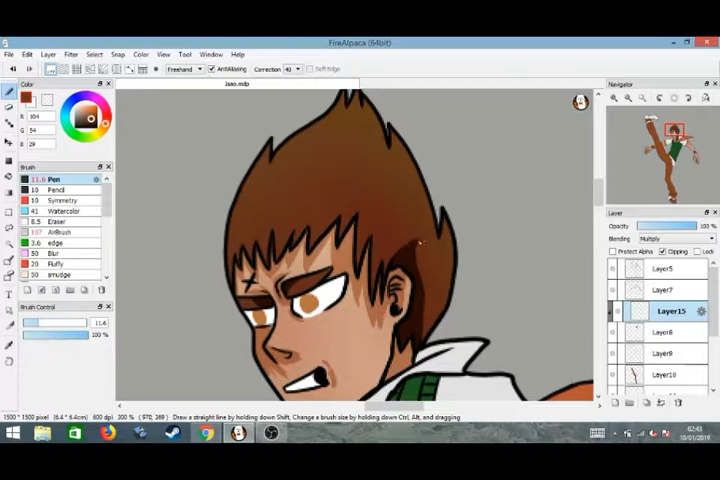 FireAlpaca (64bit)
File Edit Layer Filter Select Snap Color View Tool Window Help
Freehand AntiAliasing Correction 40 Soft Edge
Color
Isao.mdp
Navigator
R 104
G 54
B 29
Brush
11.6 Pen
10 Pencil
10 Symmetry
41 Watercolor
8.5 Eraser
107 AirBrush
3.6 edge
50 Blur
20 Fluffy
50 smudge
Brush Control
11.6
100 %
Layer
Opacity 100 %
Blending Multiply
Protect Alpha Clipping Lock
Layer5
Layer7
Layer15
Layer8
Layer9
Layer10
1500 * 1500 pixel (6.4 * 6.4cm) 600 dpi 300 % ( 970, 389 ) Draw a straight line by holding down Shift, Change a brush size by holding down Ctrl, Alt, and dragging
02:43
10/01/2019